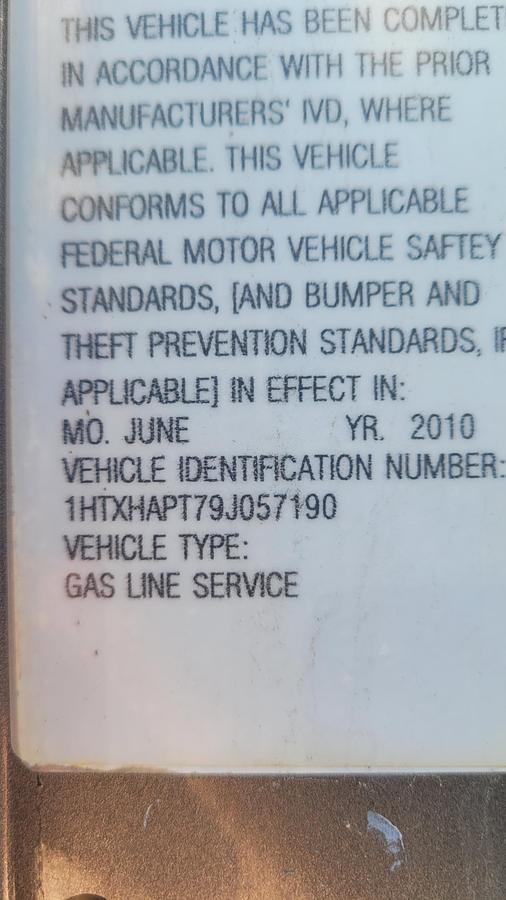 THIS VEHICLE HAS BEEN COMPLET
IN ACCORDANCE WITH THE PRIOR
MANUFACTURERS' IVD, WHERE
APPLICABLE. THIS VEHICLE
CONFORMS TO ALL APPLICABLE
FEDERAL MOTOR VEHICLE SAFTEY
STANDARDS, [AND BUMPER AND
THEFT PREVENTION STANDARDS, IF
APPLICABLE] IN EFFECT IN:
MO. JUNE YR. 2010
VEHICLE IDENTIFICATION NUMBER:
1HTXHAPT79J057190
VEHICLE TYPE:
GAS LINE SERVICE